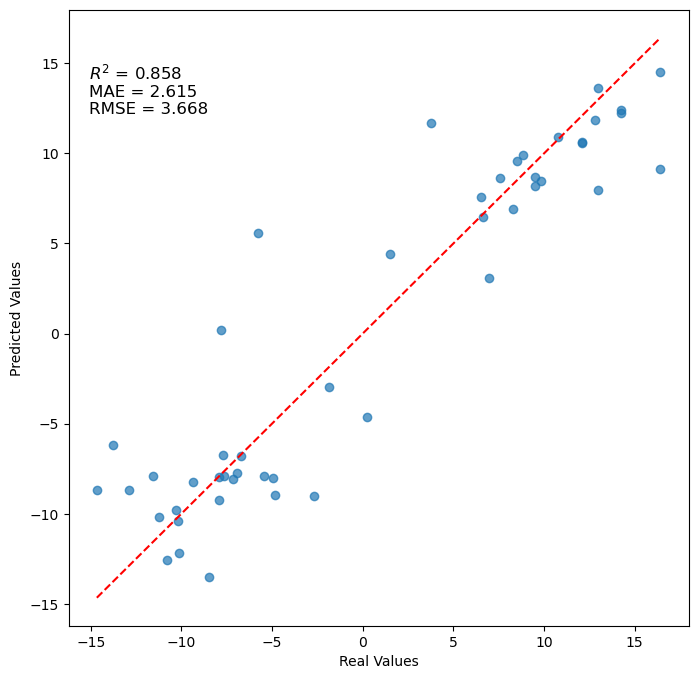 R² = 0.858
MAE = 2.615
RMSE = 3.668
15
10
5
0
−5
−10
−15
Predicted Values
−15 −10 −5 0 5 10 15
Real Values